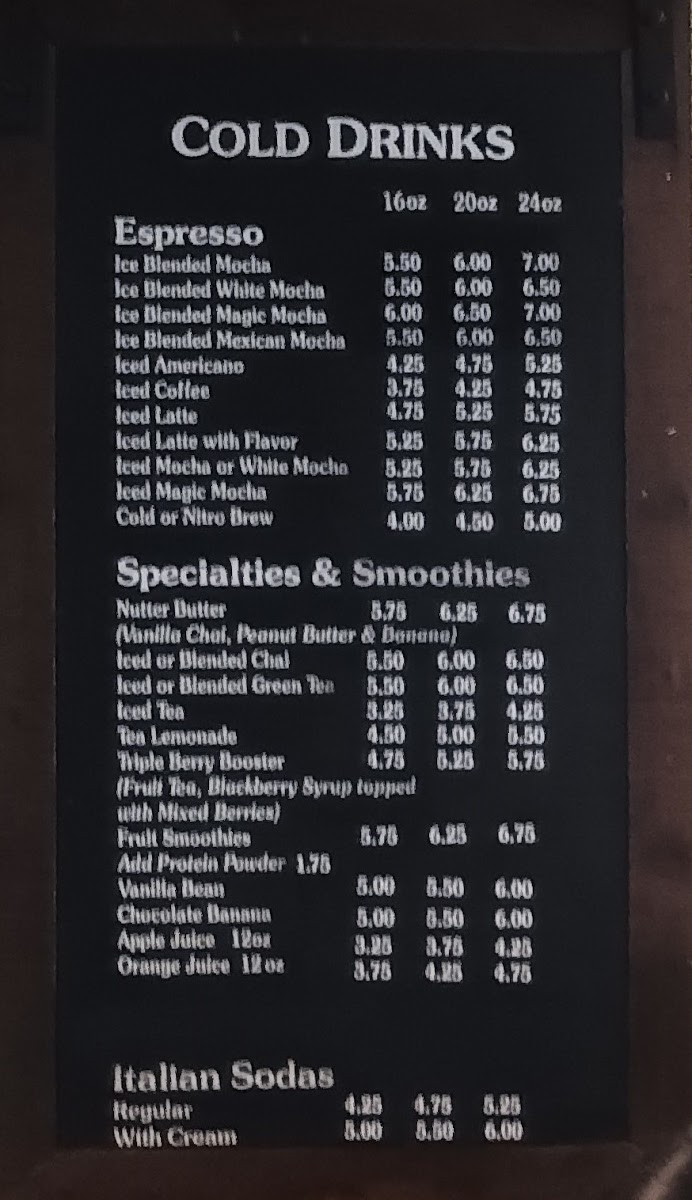 COLD DRINKS
16oz 20oz 24oz
Espresso
Ice Blended Mocha 5.50 6.00 7.00
Ice Blended White Mocha 5.50 6.00 6.50
Ice Blended Magic Mocha 6.00 6.50 7.00
Ice Blended Mexican Mocha 5.50 6.00 6.50
Iced Americano 4.25 4.75 5.25
Iced Coffee 3.75 4.25 4.75
Iced Latte 4.75 5.25 5.75
Iced Latte with Flavor 5.25 5.75 6.25
Iced Mocha or White Mocha 5.25 5.75 6.25
Iced Magic Mocha 5.75 6.25 6.75
Cold or Nitro Brew 4.00 4.50 5.00
Specialties & Smoothies
Nutter Butter 5.75 6.25 6.75
(Vanilla Chai, Peanut Butter & Banana)
Iced or Blended Chai 5.50 6.00 6.50
Iced or Blended Green Tea 5.50 6.00 6.50
Iced Tea 3.25 3.75 4.25
Tea Lemonade 4.50 5.00 5.50
Triple Berry Booster 4.75 5.25 5.75
(Fruit Tea, Blackberry Syrup topped
with Mixed Berries)
Fruit Smoothies 5.75 6.25 6.75
Add Protein Powder 1.75
Vanilla Bean 5.00 5.50 6.00
Chocolate Banana 5.00 5.50 6.00
Apple Juice 12oz 3.25 3.75 4.25
Orange Juice 12 oz 3.75 4.25 4.75
Italian Sodas
Regular 4.25 4.75 5.25
With Cream 5.00 5.50 6.00